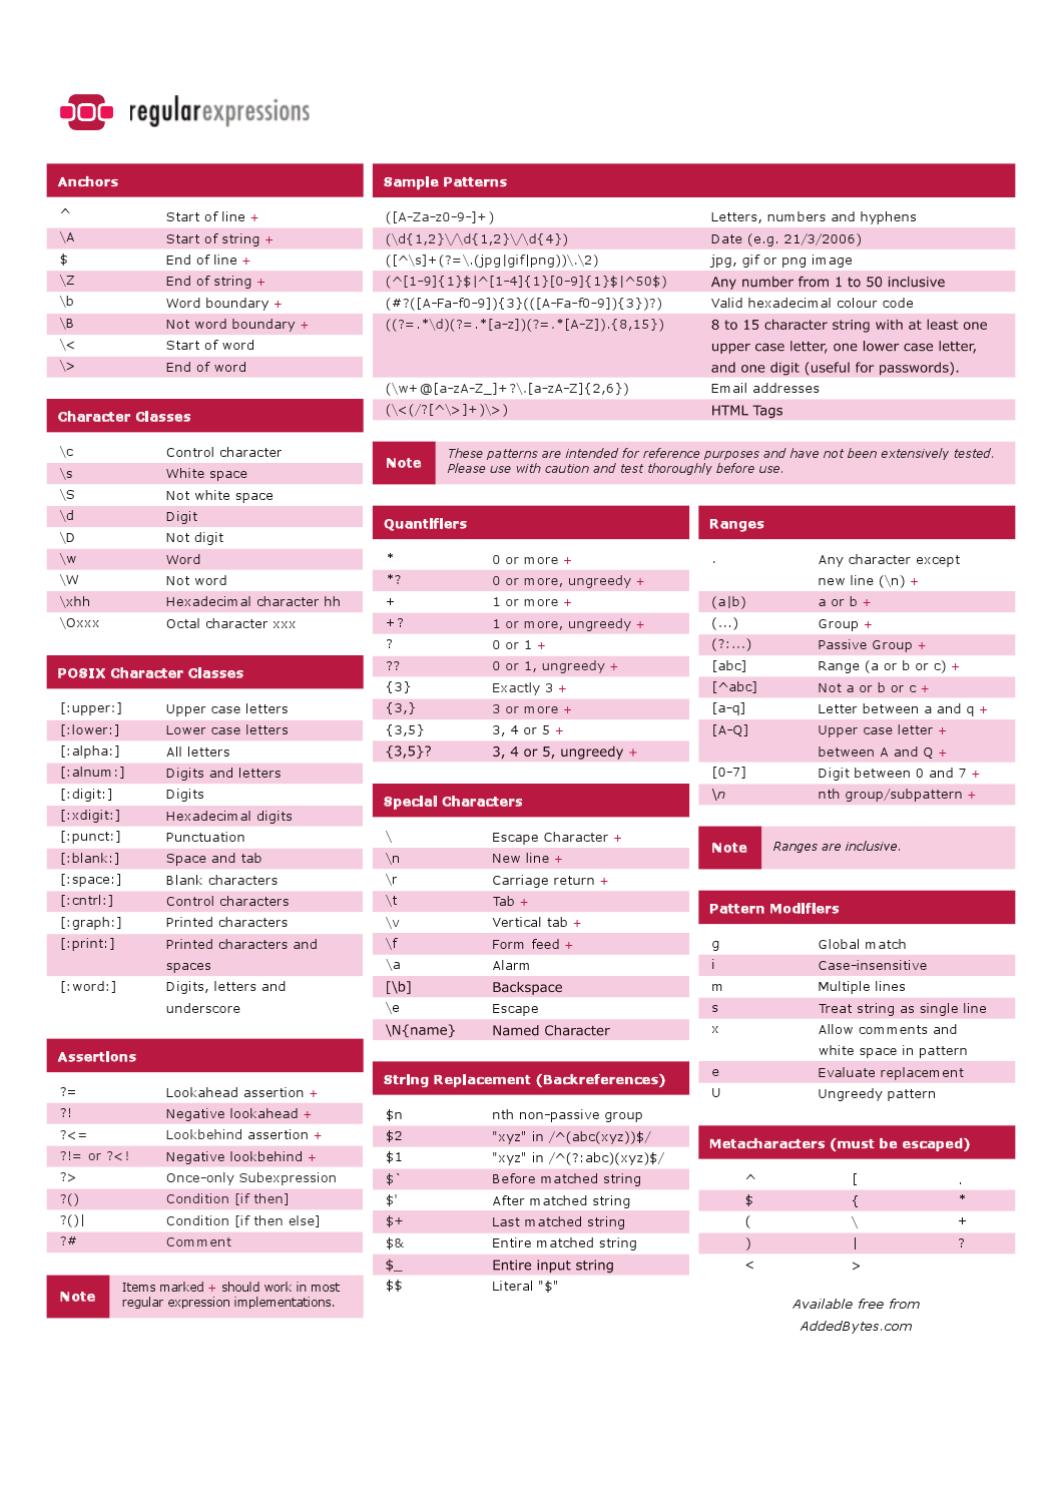 regularexpressions
Anchors
^ Start of line +
\A Start of string +
$ End of line +
\Z End of string +
\b Word boundary +
\B Not word boundary +
\< Start of word
\> End of word
Character Classes
\c Control character
\s White space
\S Not white space
\d Digit
\D Not digit
\w Word
\W Not word
\xhh Hexadecimal character hh
\Oxxx Octal character xxx
POSIX Character Classes
[:upper:] Upper case letters
[:lower:] Lower case letters
[:alpha:] All letters
[:alnum:] Digits and letters
[:digit:] Digits
[:xdigit:] Hexadecimal digits
[:punct:] Punctuation
[:blank:] Space and tab
[:space:] Blank characters
[:cntrl:] Control characters
[:graph:] Printed characters
[:print:] Printed characters and
spaces
[:word:] Digits, letters and
underscore
Assertions
?= Lookahead assertion +
?! Negative lookahead +
?<= Lookbehind assertion +
?!= or ?<! Negative lookbehind +
?> Once-only Subexpression
?() Condition [if then]
?()| Condition [if then else]
?# Comment
Note
Items marked + should work in most
regular expression implementations.
Sample Patterns
([A-Za-z0-9-]+) Letters, numbers and hyphens
(\d{1,2}\/\d{1,2}\/\d{4}) Date (e.g. 21/3/2006)
([^\s]+(?=\.(jpg|gif|png))\.\2) jpg, gif or png image
(^[1-9]{1}$|^[1-4]{1}[0-9]{1}$|^50$) Any number from 1 to 50 inclusive
(#?([A-Fa-f0-9]){3}(([A-Fa-f0-9]){3})?) Valid hexadecimal colour code
((?=.*\d)(?=.*[a-z])(?=.*[A-Z]).{8,15}) 8 to 15 character string with at least one
upper case letter, one lower case letter,
and one digit (useful for passwords).
(\w+@[a-zA-Z_]+?\.[a-zA-Z]{2,6}) Email addresses
(\<(/?[^\>]+)\>) HTML Tags
Note
These patterns are intended for reference purposes and have not been extensively tested.
Please use with caution and test thoroughly before use.
Quantifiers
* 0 or more +
*? 0 or more, ungreedy +
+ 1 or more +
+? 1 or more, ungreedy +
? 0 or 1 +
?? 0 or 1, ungreedy +
{3} Exactly 3 +
{3,} 3 or more +
{3,5} 3, 4 or 5 +
{3,5}? 3, 4 or 5, ungreedy +
Special Characters
\ Escape Character +
\n New line +
\r Carriage return +
\t Tab +
\v Vertical tab +
\f Form feed +
\a Alarm
[\b] Backspace
\e Escape
\N{name} Named Character
String Replacement (Backreferences)
$n nth non-passive group
$2 "xyz" in /^(abc(xyz))$/
$1 "xyz" in /^(?:abc)(xyz)$/
$` Before matched string
$' After matched string
$+ Last matched string
$& Entire matched string
$_ Entire input string
$$ Literal "$"
Ranges
. Any character except
new line (\n) +
(a|b) a or b +
(...) Group +
(?:...) Passive Group +
[abc] Range (a or b or c) +
[^abc] Not a or b or c +
[a-q] Letter between a and q +
[A-Q] Upper case letter +
between A and Q +
[0-7] Digit between 0 and 7 +
\n nth group/subpattern +
Note
Ranges are inclusive.
Pattern Modifiers
g Global match
i Case-insensitive
m Multiple lines
s Treat string as single line
x Allow comments and
white space in pattern
e Evaluate replacement
U Ungreedy pattern
Metacharacters (must be escaped)
^ [ .
$ { *
( \ +
) | ?
< >
Available free from
AddedBytes.com